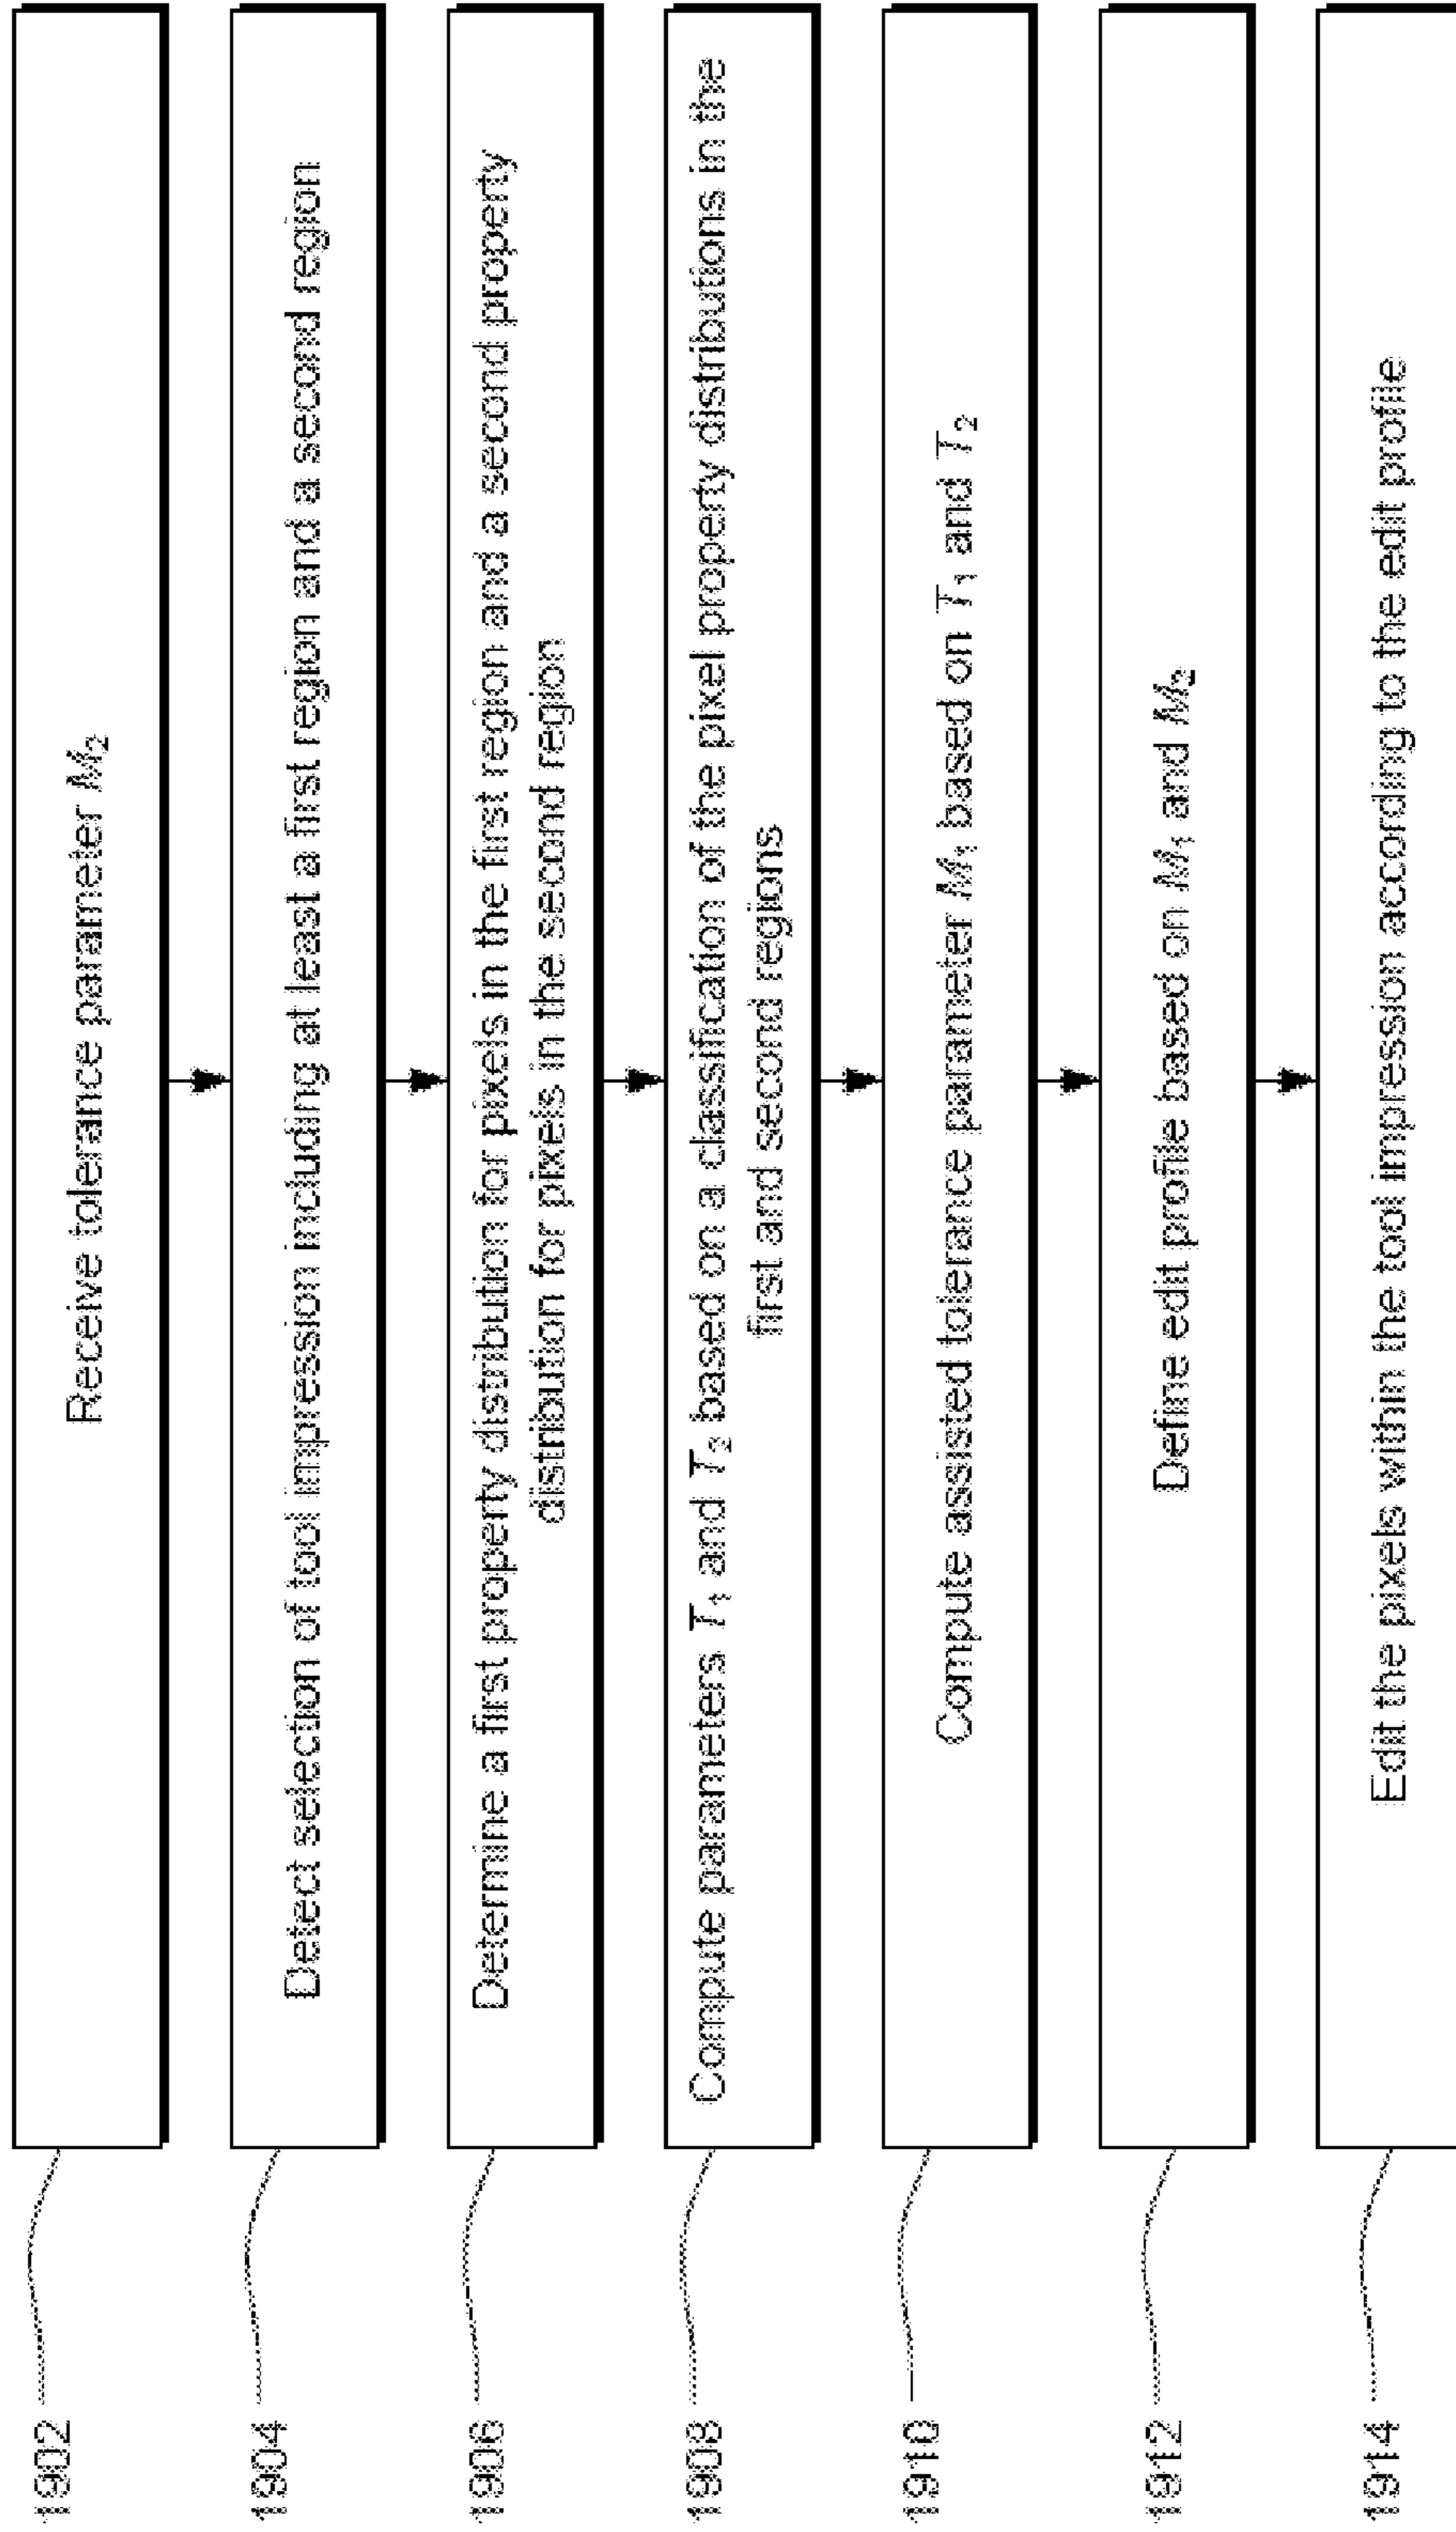 1902
Receive tolerance parameter M₂
1904
Detect selection of tool impression including at least a first region and a second region
1906
Determine a first property distribution for pixels in the first region and a second property
distribution for pixels in the second region
1908
Compute parameters T₁ and T₂ based on a classification of the pixel property distributions in the
first and second regions
1910
Compute assisted tolerance parameter M₁ based on T₁ and T₂
1912
Define edit profile based on M₁ and M₂
1914
Edit the pixels within the tool impression according to the edit profile